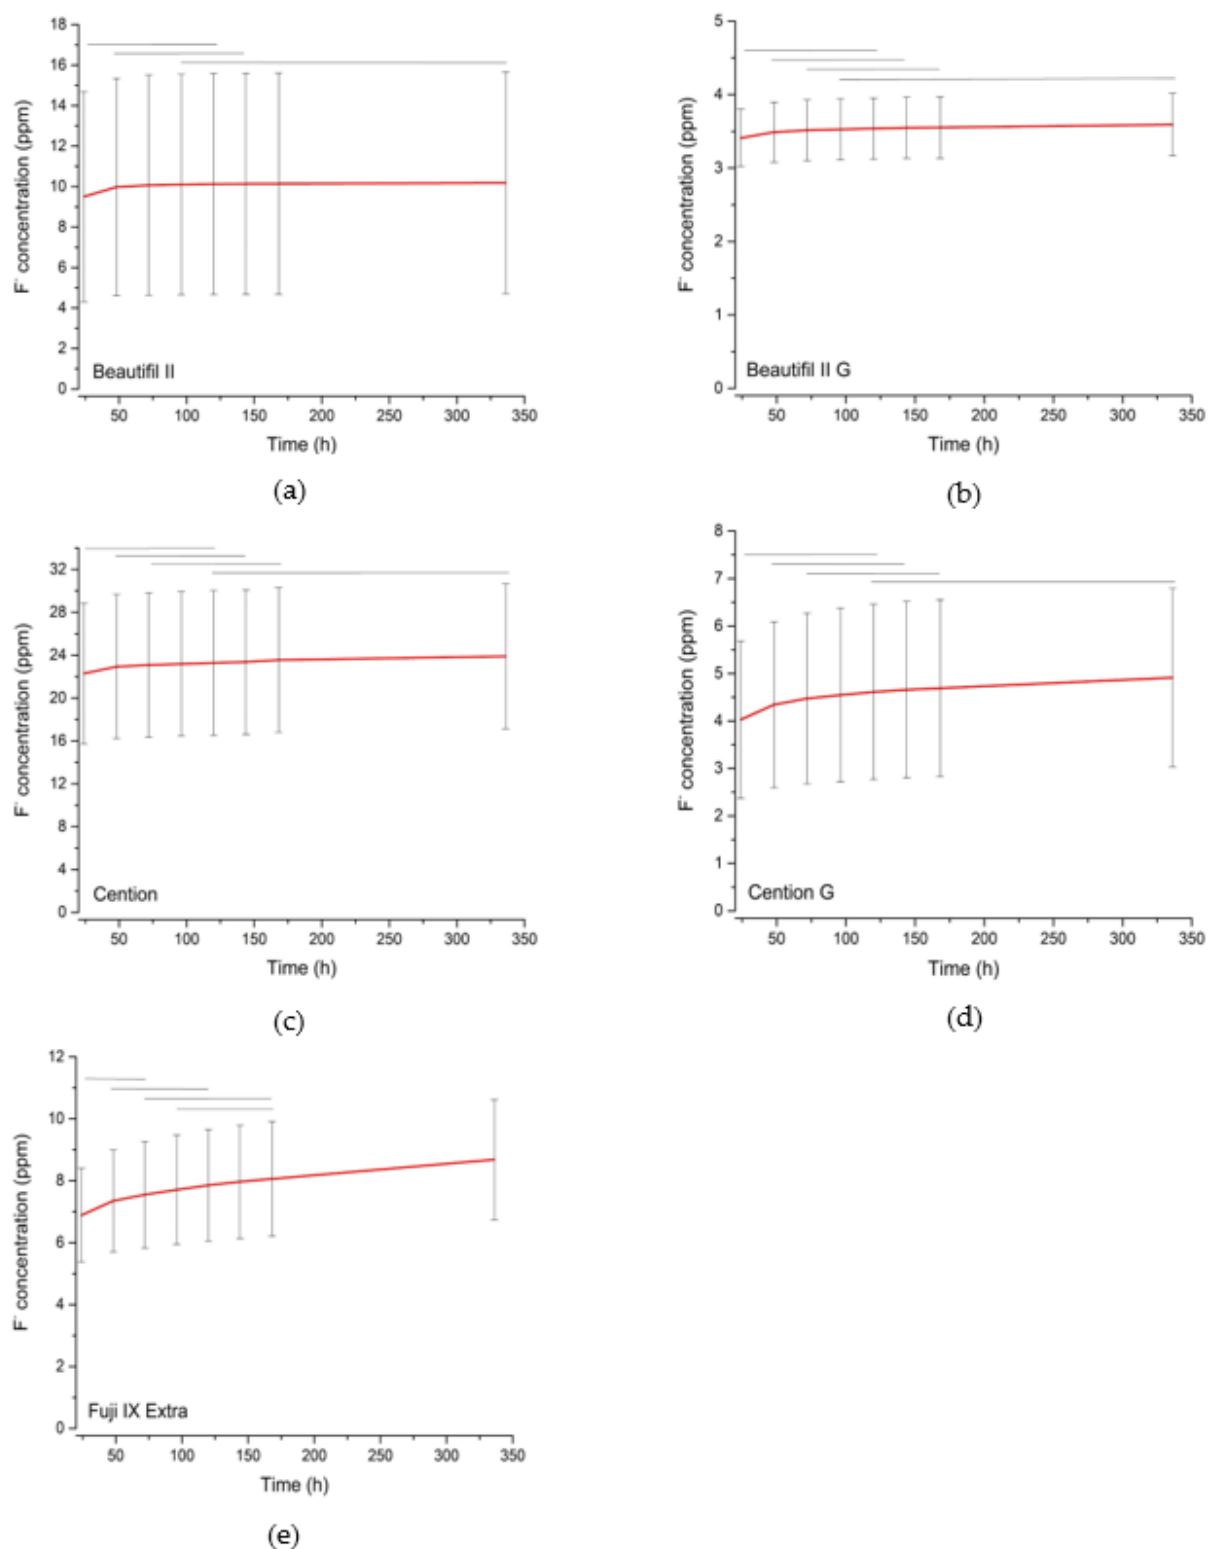 18
16
14
12
10
8
6
4
2
0
F⁻ concentration (ppm)
Beautifil II
50 100 150 200 250 300 350
Time (h)
(a)
5
4
3
2
1
0
F⁻ concentration (ppm)
Beautifil II G
50 100 150 200 250 300 350
Time (h)
(b)
32
28
24
20
16
12
8
4
0
F⁻ concentration (ppm)
Cention
50 100 150 200 250 300 350
Time (h)
(c)
8
7
6
5
4
3
2
1
0
F⁻ concentration (ppm)
Cention G
50 100 150 200 250 300 350
Time (h)
(d)
12
10
8
6
4
2
0
F⁻ concentration (ppm)
Fuji IX Extra
50 100 150 200 250 300 350
Time (h)
(e)